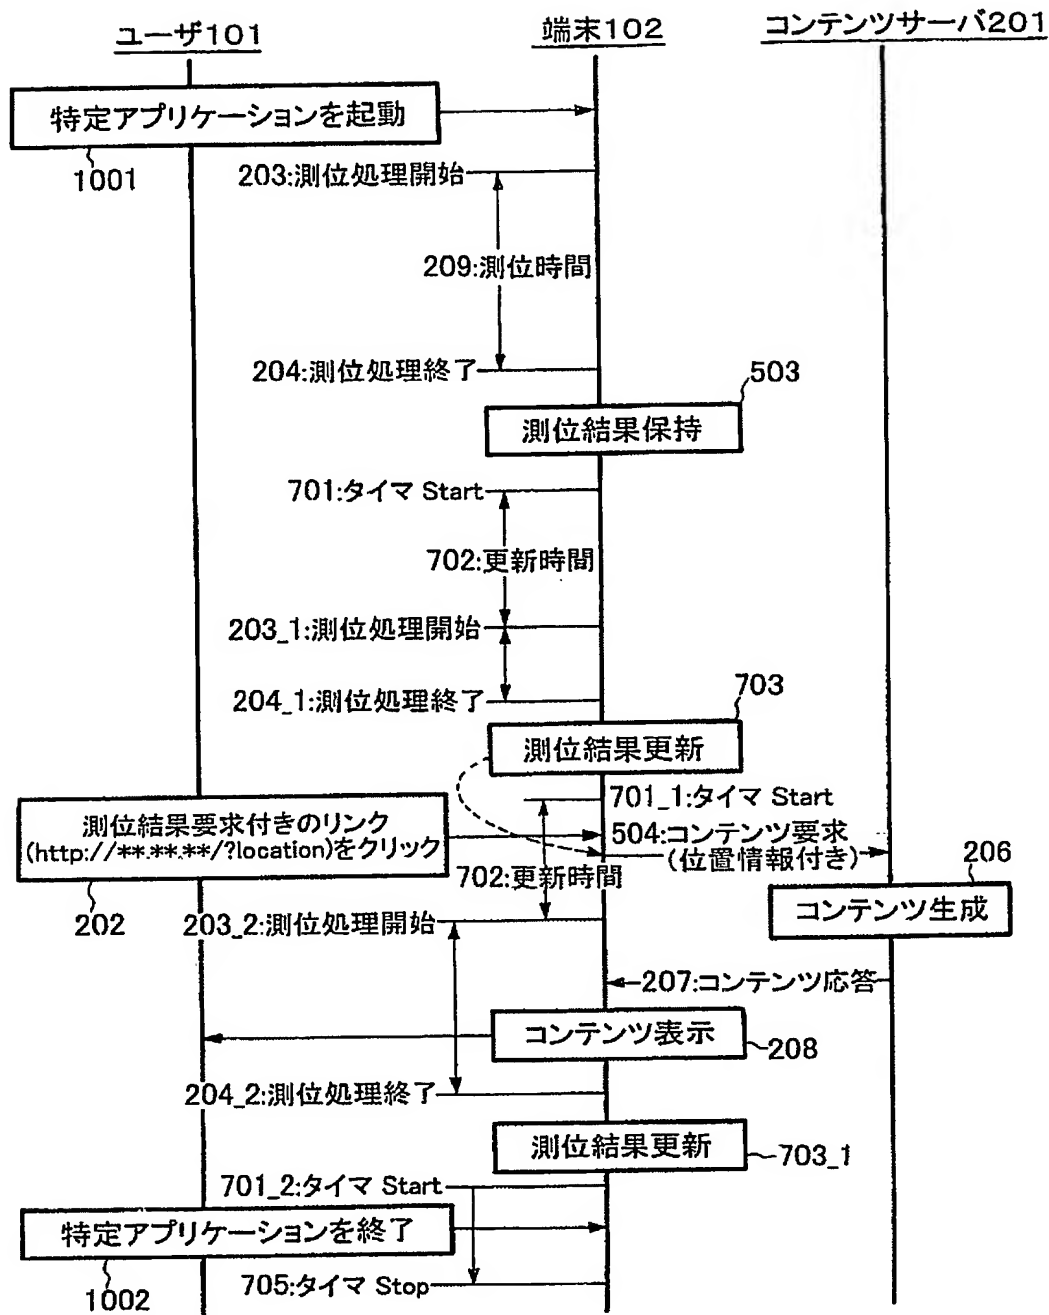 ユーザ101
端末102
コンテンツサーバ201
特定アプリケーションを起動
1001
203:測位処理開始
209:測位時間
204:測位処理終了
503
測位結果保持
701:タイマ Start
702:更新時間
203_1:測位処理開始
204_1:測位処理終了
703
測位結果更新
701_1:タイマ Start
測位結果要求付きのリンク
(http://**.**.**/?location)をクリック
504:コンテンツ要求
(位置情報付き)
206
702:更新時間
コンテンツ生成
202
203_2:測位処理開始
207:コンテンツ応答
コンテンツ表示
208
204_2:測位処理終了
測位結果更新
703_1
701_2:タイマ Start
特定アプリケーションを終了
1002
705:タイマ Stop